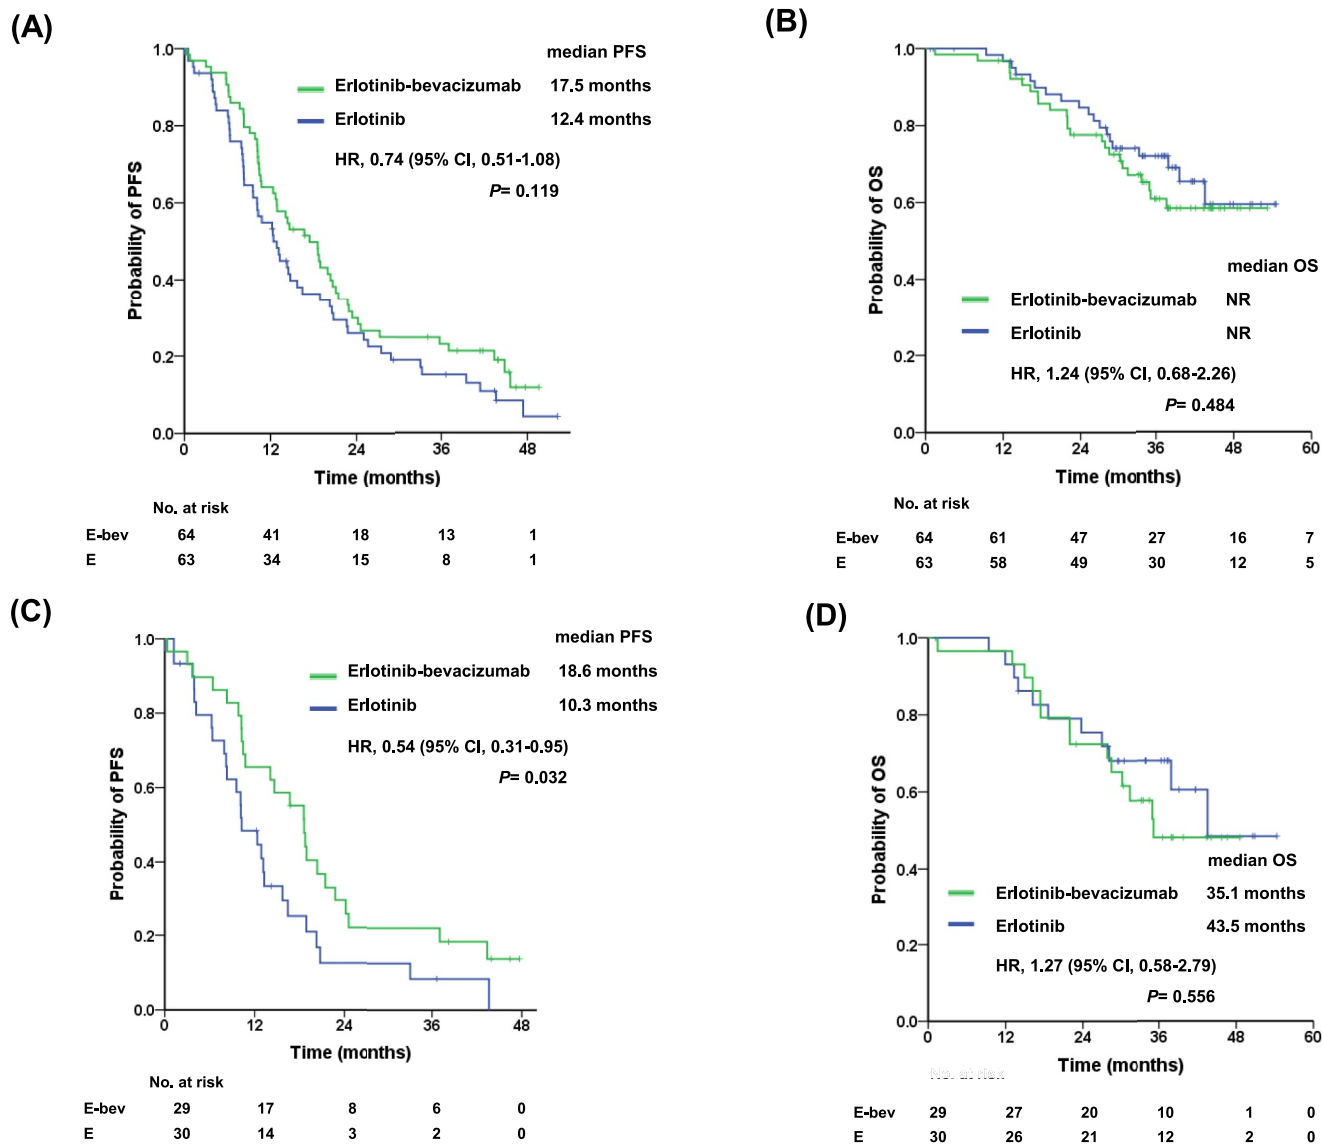 (A)
median PFS
Erlotinib-bevacizumab 17.5 months
Erlotinib 12.4 months
HR, 0.74 (95% CI, 0.51-1.08)
P= 0.119
Probability of PFS
1.0
0.8
0.6
0.4
0.2
0.0
0 12 24 36 48
Time (months)
No. at risk
E-bev 64 41 18 13 1
E 63 34 15 8 1
(B)
Probability of OS
1.0
0.8
0.6
0.4
0.2
0.0
median OS
Erlotinib-bevacizumab NR
Erlotinib NR
HR, 1.24 (95% CI, 0.68-2.26)
P= 0.484
0 12 24 36 48 60
Time (months)
No. at risk
E-bev 64 61 47 27 16 7
E 63 58 49 30 12 5
(C)
median PFS
Erlotinib-bevacizumab 18.6 months
Erlotinib 10.3 months
HR, 0.54 (95% CI, 0.31-0.95)
P= 0.032
Probability of PFS
1.0
0.8
0.6
0.4
0.2
0.0
0 12 24 36 48
Time (months)
No. at risk
E-bev 29 17 8 6 0
E 30 14 3 2 0
(D)
Probability of OS
1.0
0.8
0.6
0.4
0.2
0.0
median OS
Erlotinib-bevacizumab 35.1 months
Erlotinib 43.5 months
HR, 1.27 (95% CI, 0.58-2.79)
P= 0.556
0 12 24 36 48 60
Time (months)
No. at risk
E-bev 29 27 20 10 1 0
E 30 26 21 12 2 0